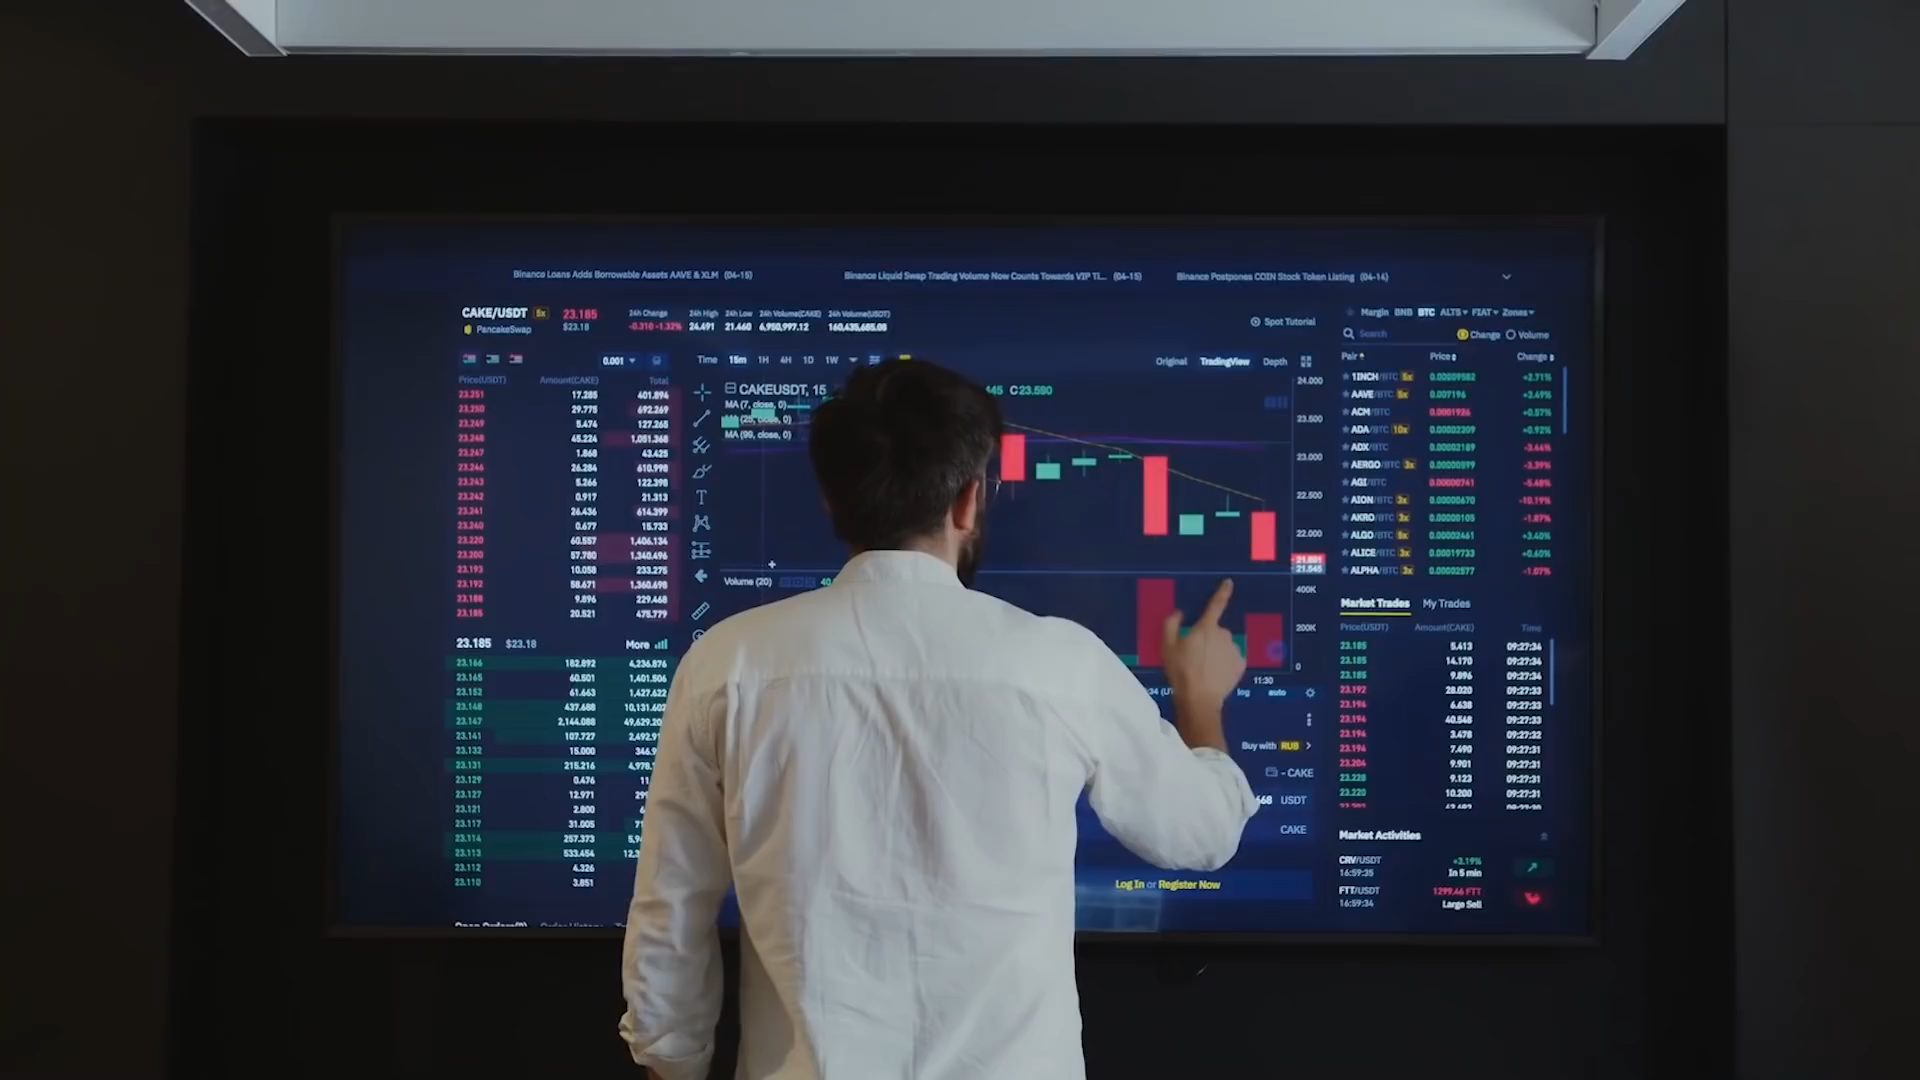 Binance Loans Adds Borrowable Assets AAVE & XLM (04-15)
Binance Liquid Swap Trading Volume Now Counts Towards VIP Ti... (04-15)
Binance Postpones COIN Stock Token Listing (04-14)
CAKE/USDT 5x 23.185
PancakeSwap $23.18
24h Change 24h High 24h Low 24h Volume(CAKE) 24h Volume(USDT)
-0.310 -1.32% 24.491 21.460 6,950,997.12 160,435,685.05
Spot Tutorial
0.001
Price(USDT) Amount(CAKE) Total
23.251 17.285 401.894
23.250 29.775 692.269
23.249 5.474 127.265
23.248 45.224 1,051.368
23.247 1.868 43.425
23.246 26.284 610.998
23.243 5.266 122.398
23.242 0.917 21.313
23.241 26.436 614.399
23.240 0.677 15.733
23.220 60.557 1,406.134
23.200 57.780 1,340.496
23.193 10.058 233.275
23.192 58.671 1,360.698
23.188 9.896 229.468
23.185 20.521 475.779
23.185 $23.18 More
23.166 182.892 4,236.876
23.165 60.501 1,401.506
23.152 61.663 1,427.622
23.148 437.688 10,131.602
23.147 2,144.088 49,629.20
23.141 107.727 2,492.9
23.132 15.000 346.9
23.131 215.216 4,978.
23.129 0.476 11
23.127 12.971 299
23.121 2.800
23.117 31.005 7
23.114 257.373 5,9
23.113 533.454 12,3
23.112 4.326
23.110 3.851
Open Orders(0) Order History
Time 15m 1H 4H 1D 1W
Original TradingView Depth
CAKEUSDT, 15
445 C23.590
MA (7, close, 0)
MA (25, close, 0)
MA (99, close, 0)
24.000
23.500
23.000
22.500
22.000
21.691
21.545
Volume (20) 40.
400K
200K
0
11:30
log auto
Buy with RUB
- CAKE
668 USDT
CAKE
Log In or Register Now
Margin BNB BTC ALTS FIAT Zones
Search Change Volume
Pair Price Change
1INCH/BTC 5x 0.00009582 +2.71%
AAVE/BTC 5x 0.007196 +3.49%
ACM/BTC 0.0001926 +0.57%
ADA/BTC 10x 0.00002209 +0.92%
ADX/BTC 0.00002189 -3.44%
AERGO/BTC 3x 0.00000599 -3.39%
AGI/BTC 0.00000741 -5.48%
AION/BTC 3x 0.00000670 -10.19%
AKRO/BTC 3x 0.00000105 -1.87%
ALGO/BTC 5x 0.00002461 +3.40%
ALICE/BTC 3x 0.00019733 +0.60%
ALPHA/BTC 3x 0.00002577 -1.07%
Market Trades My Trades
Price(USDT) Amount(CAKE) Time
23.185 5.413 09:27:34
23.185 14.170 09:27:34
23.185 9.896 09:27:34
23.192 28.020 09:27:33
23.194 6.638 09:27:33
23.194 40.548 09:27:33
23.194 3.478 09:27:32
23.194 7.490 09:27:31
23.204 9.901 09:27:31
23.228 9.123 09:27:31
23.220 10.200 09:27:31
Market Activities
CRV/USDT +3.19%
16:59:35 In 5 min
FTT/USDT 1299.46 FTT
16:59:34 Large Sell